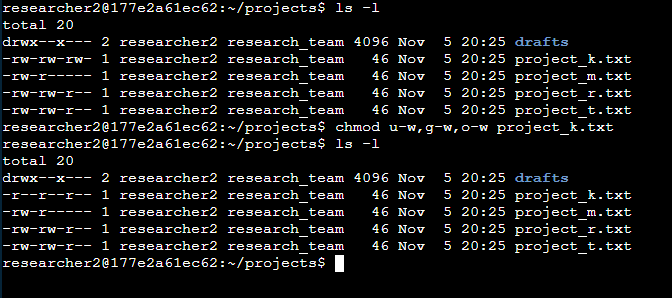 researcher2@177e2a61ec62:~/projects$ ls -l
total 20
drwx--x--- 2 researcher2 research_team 4096 Nov  5 20:25 drafts
-rw-rw-rw- 1 researcher2 research_team   46 Nov  5 20:25 project_k.txt
-rw-r----- 1 researcher2 research_team   46 Nov  5 20:25 project_m.txt
-rw-rw-r-- 1 researcher2 research_team   46 Nov  5 20:25 project_r.txt
-rw-rw-r-- 1 researcher2 research_team   46 Nov  5 20:25 project_t.txt
researcher2@177e2a61ec62:~/projects$ chmod u-w,g-w,o-w project_k.txt
researcher2@177e2a61ec62:~/projects$ ls -l
total 20
drwx--x--- 2 researcher2 research_team 4096 Nov  5 20:25 drafts
-r--r--r-- 1 researcher2 research_team   46 Nov  5 20:25 project_k.txt
-rw-r----- 1 researcher2 research_team   46 Nov  5 20:25 project_m.txt
-rw-rw-r-- 1 researcher2 research_team   46 Nov  5 20:25 project_r.txt
-rw-rw-r-- 1 researcher2 research_team   46 Nov  5 20:25 project_t.txt
researcher2@177e2a61ec62:~/projects$